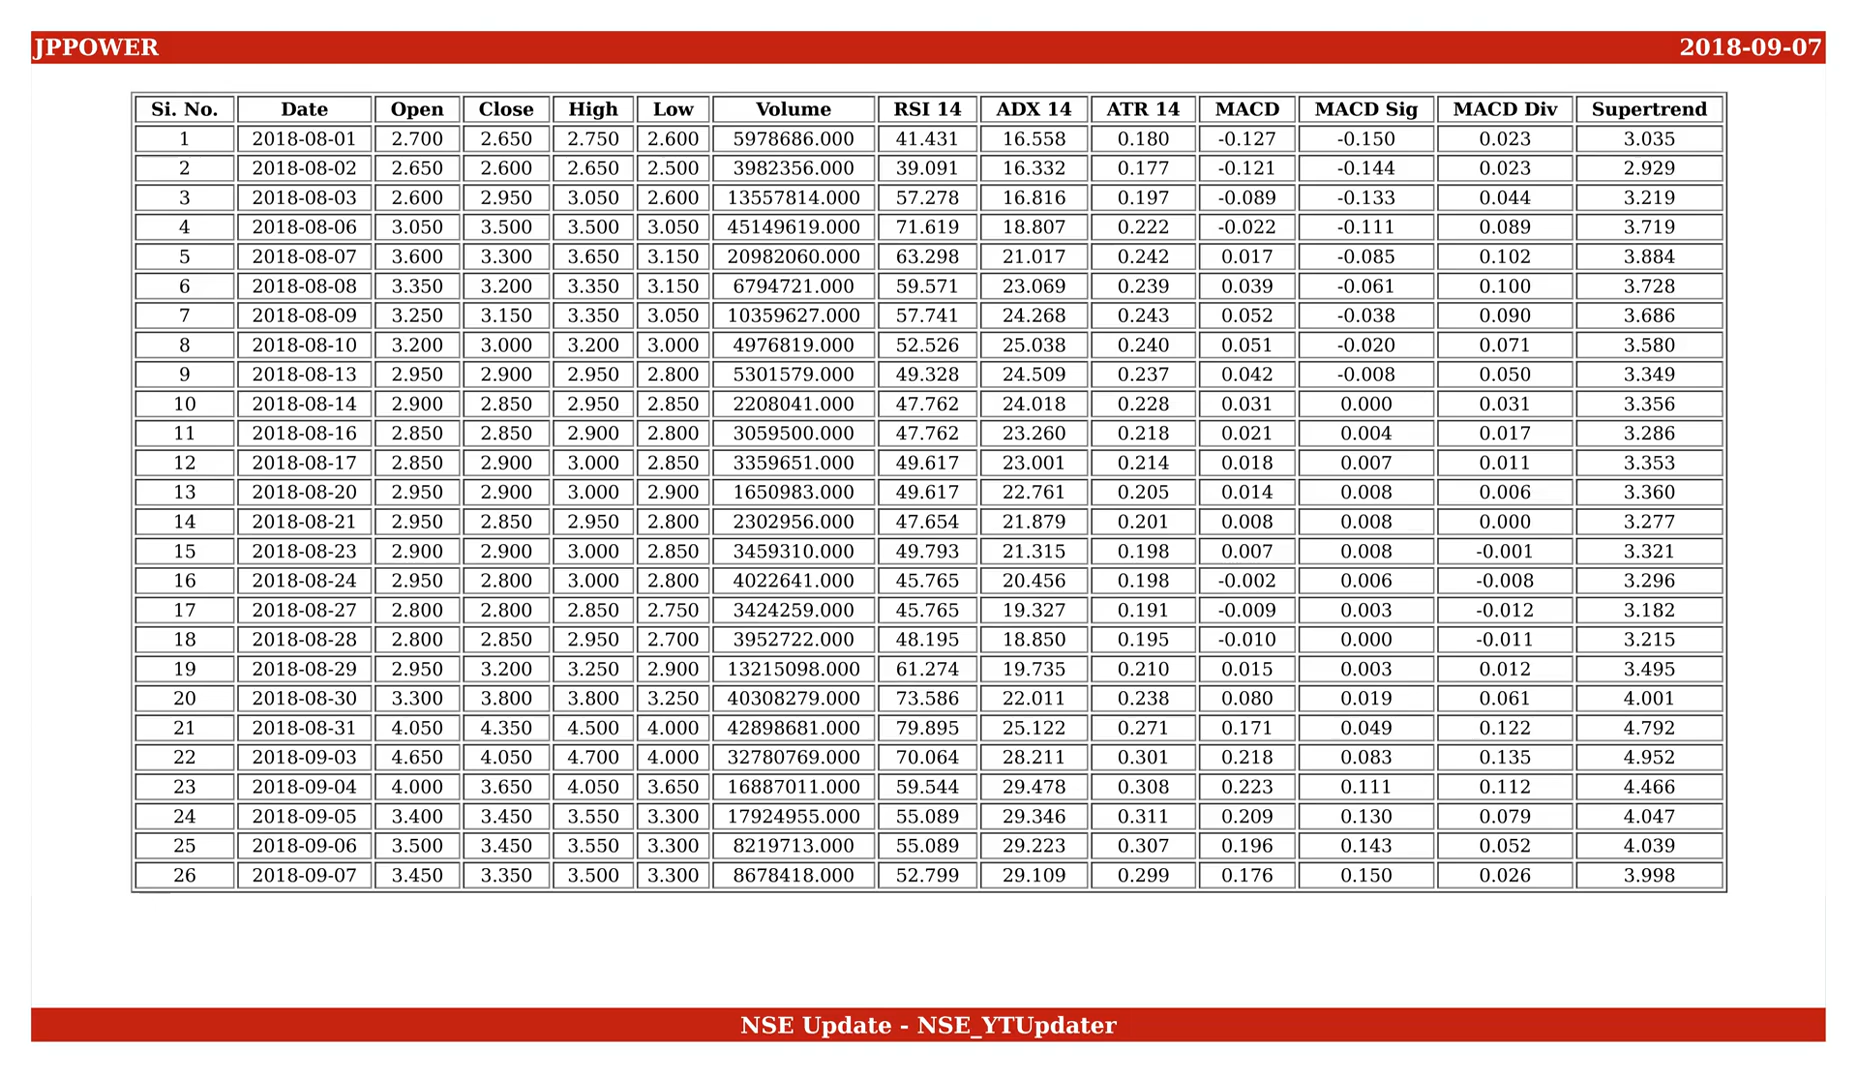 JPPOWER 2018-09-07
Si. No. Date Open Close High Low Volume RSI 14 ADX 14 ATR 14 MACD MACD Sig MACD Div Supertrend
1 2018-08-01 2.700 2.650 2.750 2.600 5978686.000 41.431 16.558 0.180 -0.127 -0.150 0.023 3.035
2 2018-08-02 2.650 2.600 2.650 2.500 3982356.000 39.091 16.332 0.177 -0.121 -0.144 0.023 2.929
3 2018-08-03 2.600 2.950 3.050 2.600 13557814.000 57.278 16.816 0.197 -0.089 -0.133 0.044 3.219
4 2018-08-06 3.050 3.500 3.500 3.050 45149619.000 71.619 18.807 0.222 -0.022 -0.111 0.089 3.719
5 2018-08-07 3.600 3.300 3.650 3.150 20982060.000 63.298 21.017 0.242 0.017 -0.085 0.102 3.884
6 2018-08-08 3.350 3.200 3.350 3.150 6794721.000 59.571 23.069 0.239 0.039 -0.061 0.100 3.728
7 2018-08-09 3.250 3.150 3.350 3.050 10359627.000 57.741 24.268 0.243 0.052 -0.038 0.090 3.686
8 2018-08-10 3.200 3.000 3.200 3.000 4976819.000 52.526 25.038 0.240 0.051 -0.020 0.071 3.580
9 2018-08-13 2.950 2.900 2.950 2.800 5301579.000 49.328 24.509 0.237 0.042 -0.008 0.050 3.349
10 2018-08-14 2.900 2.850 2.950 2.850 2208041.000 47.762 24.018 0.228 0.031 0.000 0.031 3.356
11 2018-08-16 2.850 2.850 2.900 2.800 3059500.000 47.762 23.260 0.218 0.021 0.004 0.017 3.286
12 2018-08-17 2.850 2.900 3.000 2.850 3359651.000 49.617 23.001 0.214 0.018 0.007 0.011 3.353
13 2018-08-20 2.950 2.900 3.000 2.900 1650983.000 49.617 22.761 0.205 0.014 0.008 0.006 3.360
14 2018-08-21 2.950 2.850 2.950 2.800 2302956.000 47.654 21.879 0.201 0.008 0.008 0.000 3.277
15 2018-08-23 2.900 2.900 3.000 2.850 3459310.000 49.793 21.315 0.198 0.007 0.008 -0.001 3.321
16 2018-08-24 2.950 2.800 3.000 2.800 4022641.000 45.765 20.456 0.198 -0.002 0.006 -0.008 3.296
17 2018-08-27 2.800 2.800 2.850 2.750 3424259.000 45.765 19.327 0.191 -0.009 0.003 -0.012 3.182
18 2018-08-28 2.800 2.850 2.950 2.700 3952722.000 48.195 18.850 0.195 -0.010 0.000 -0.011 3.215
19 2018-08-29 2.950 3.200 3.250 2.900 13215098.000 61.274 19.735 0.210 0.015 0.003 0.012 3.495
20 2018-08-30 3.300 3.800 3.800 3.250 40308279.000 73.586 22.011 0.238 0.080 0.019 0.061 4.001
21 2018-08-31 4.050 4.350 4.500 4.000 42898681.000 79.895 25.122 0.271 0.171 0.049 0.122 4.792
22 2018-09-03 4.650 4.050 4.700 4.000 32780769.000 70.064 28.211 0.301 0.218 0.083 0.135 4.952
23 2018-09-04 4.000 3.650 4.050 3.650 16887011.000 59.544 29.478 0.308 0.223 0.111 0.112 4.466
24 2018-09-05 3.400 3.450 3.550 3.300 17924955.000 55.089 29.346 0.311 0.209 0.130 0.079 4.047
25 2018-09-06 3.500 3.450 3.550 3.300 8219713.000 55.089 29.223 0.307 0.196 0.143 0.052 4.039
26 2018-09-07 3.450 3.350 3.500 3.300 8678418.000 52.799 29.109 0.299 0.176 0.150 0.026 3.998
NSE Update - NSE_YTUpdater